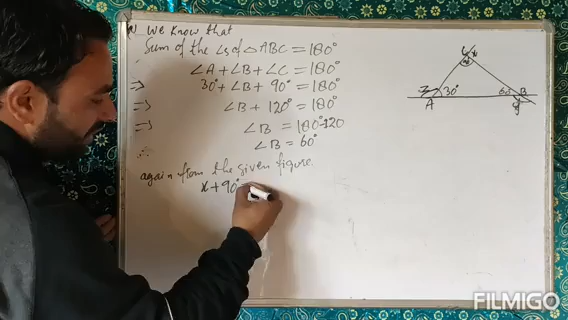 We know that
Sum of the ∠s of △ABC = 180°
∠A + ∠B + ∠C = 180°
⇒ 30° + ∠B + 90° = 180°
⇒ ∠B + 120° = 180°
⇒ ∠B = 180° - 120
∠B = 60°
∴
again from the given figure.
x + 90° =
C x
90
Z 30° 60 B
A y
FILMIGO